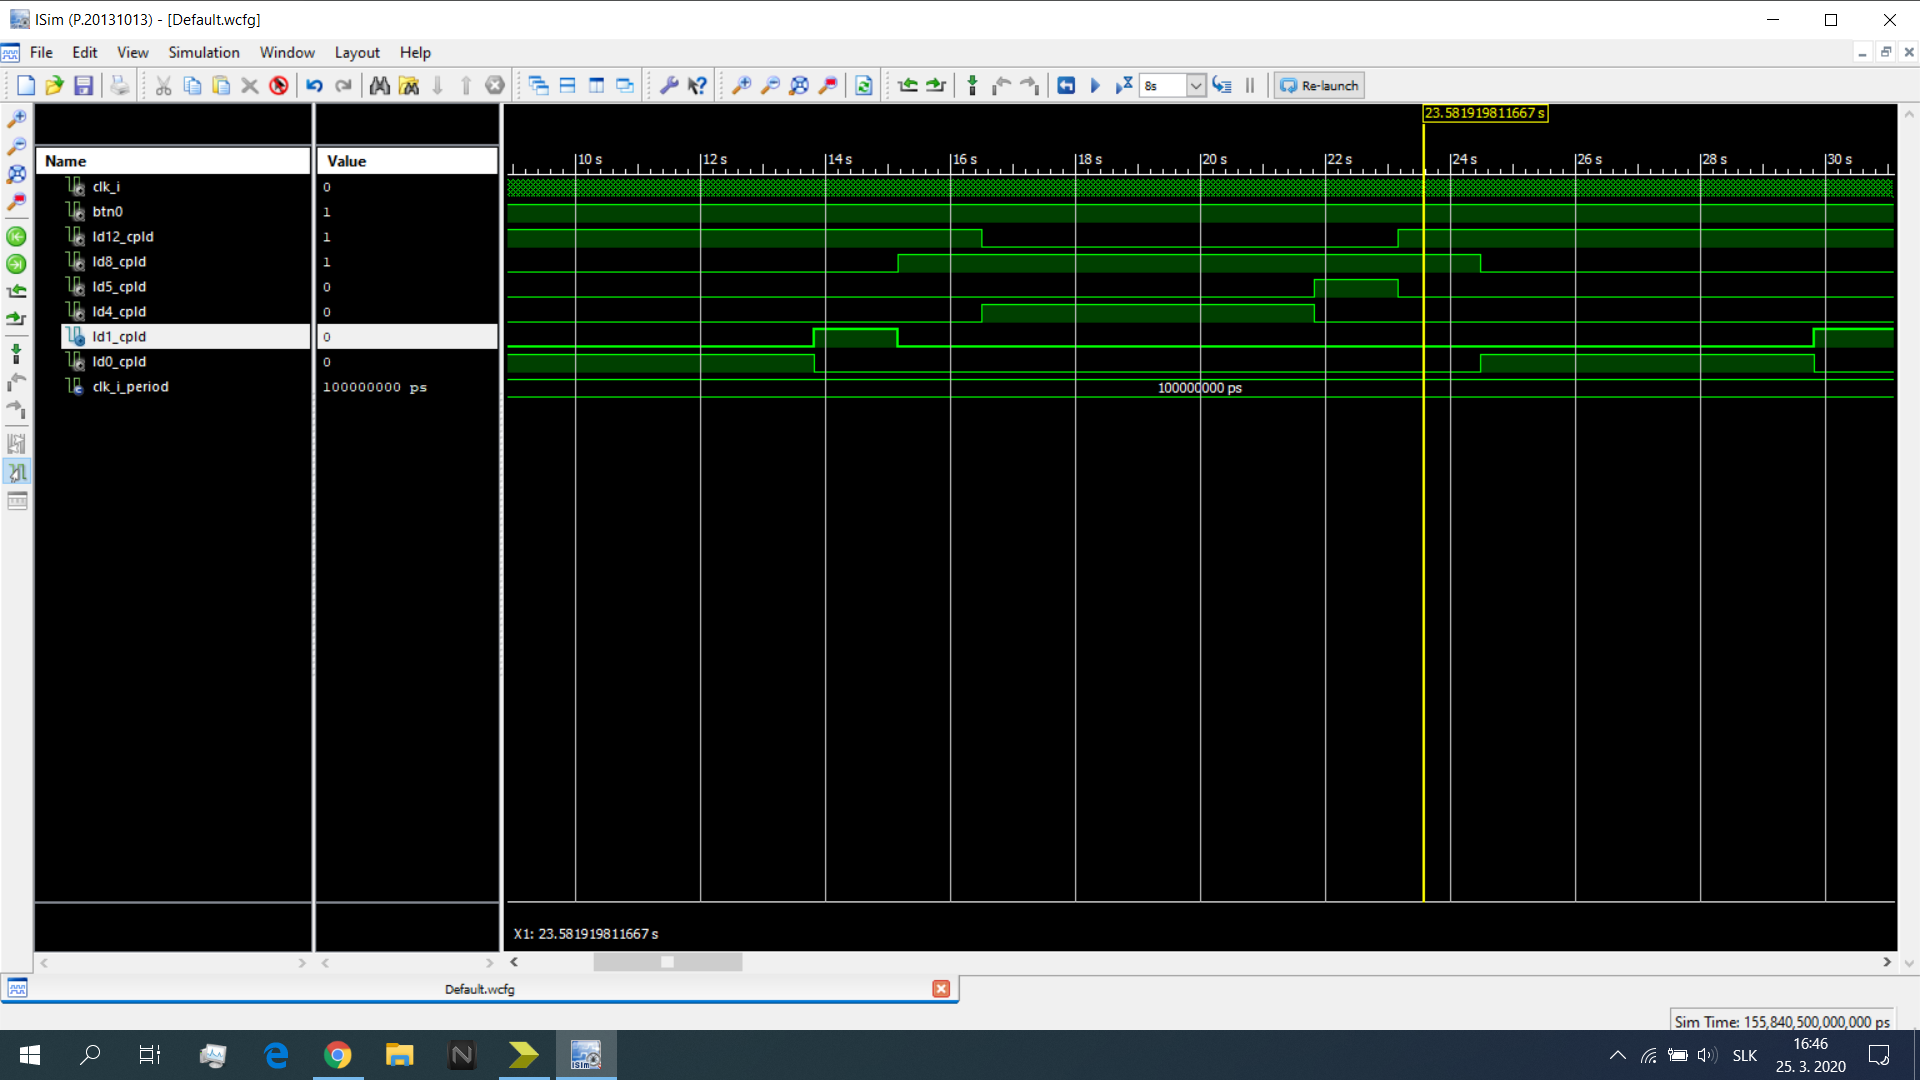 ISim (P.20131013) - [Default.wcfg]
File Edit View Simulation Window Layout Help
8s Re-launch
23.581919811667 s
Name Value
10 s 12 s 14 s 16 s 18 s 20 s 22 s 24 s 26 s 28 s 30 s
clk_i 0
btn0 1
ld12_cpld 1
ld8_cpld 1
ld5_cpld 0
ld4_cpld 0
ld1_cpld 0
ld0_cpld 0
clk_i_period 100000000 ps 100000000 ps
X1: 23.581919811667 s
Default.wcfg
Sim Time: 155,840,500,000,000 ps
ISim
SLK
16:46
25. 3. 2020